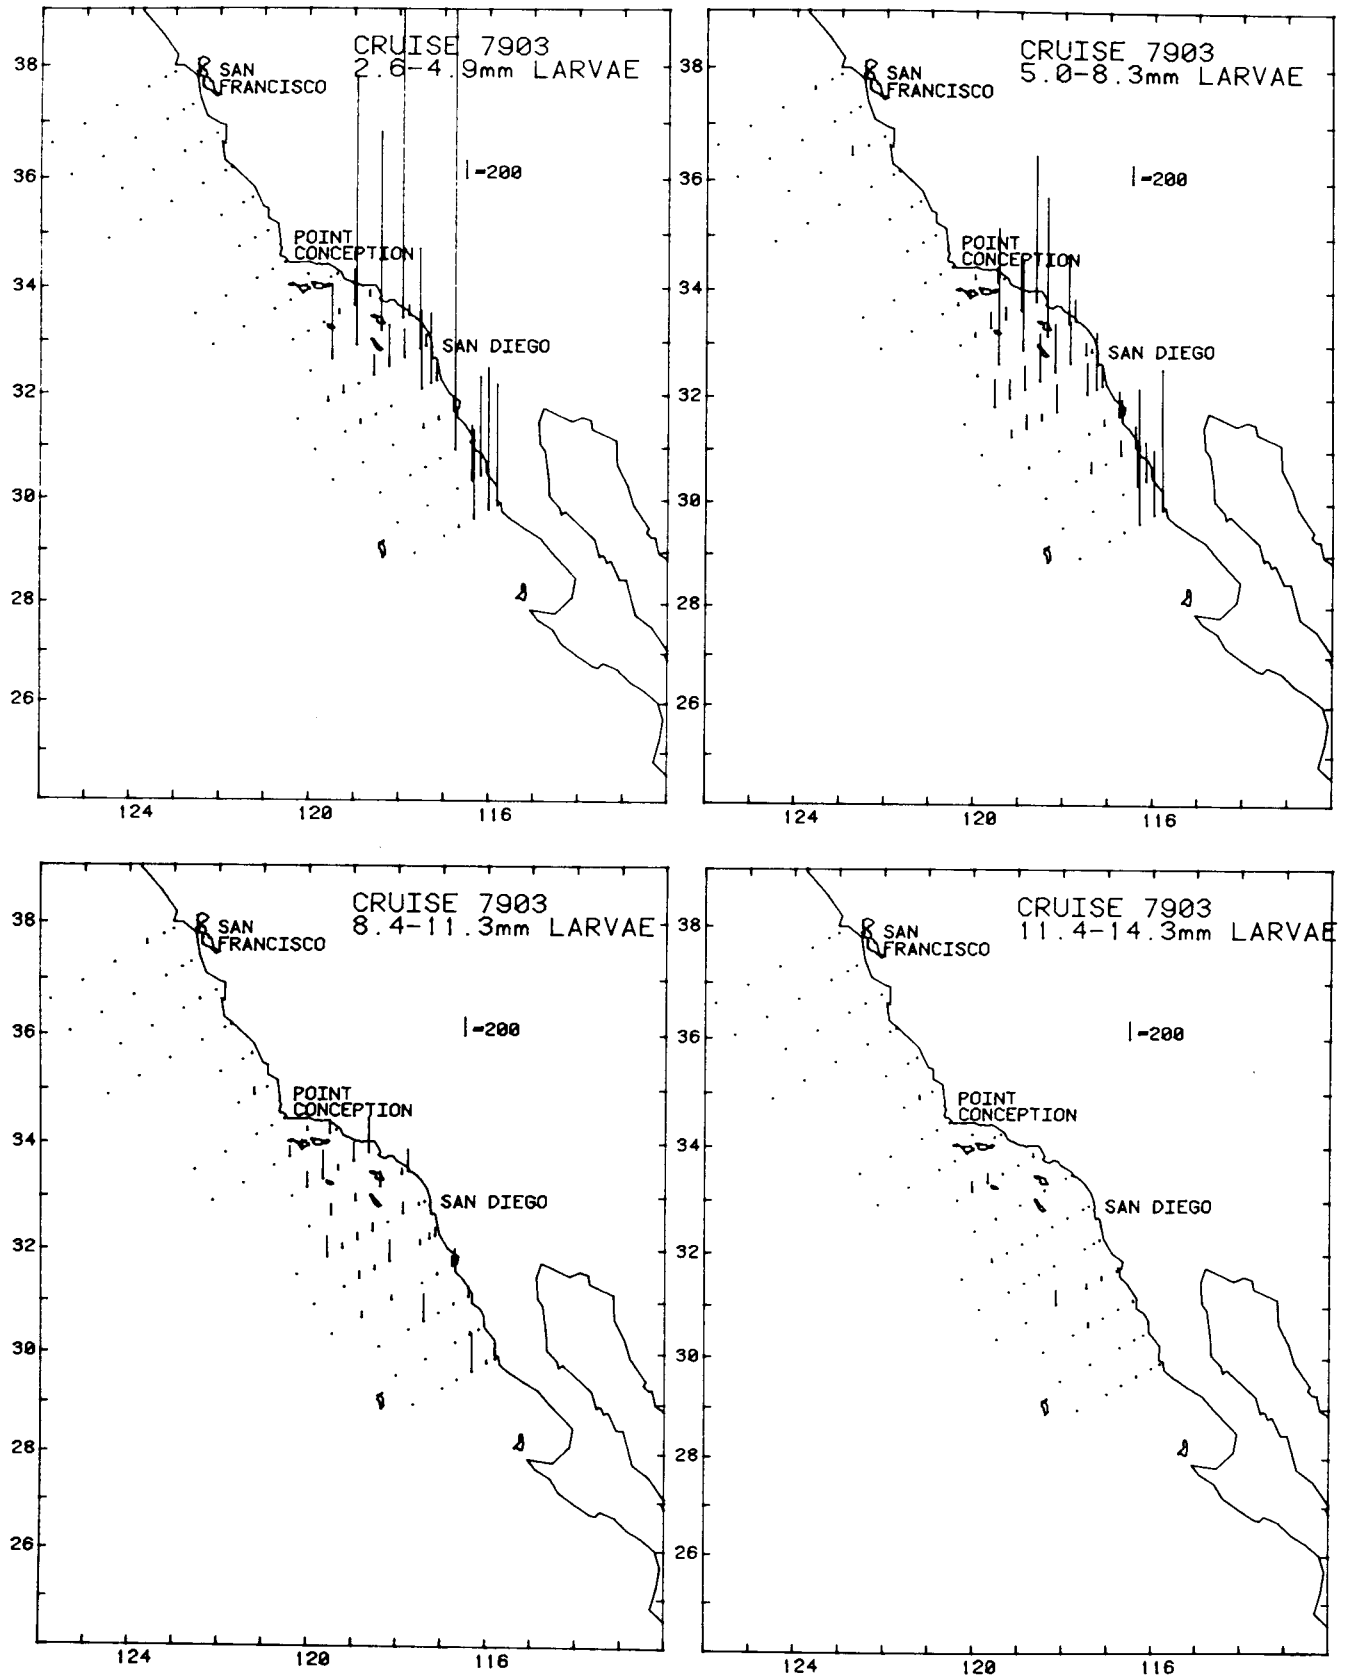 CRUISE 7903
2.6-4.9mm LARVAE
38
SAN
FRANCISCO
36
|=200
POINT
CONCEPTION
34
SAN DIEGO
32
30
28
26
124 120 116
CRUISE 7903
5.0-8.3mm LARVAE
38
SAN
FRANCISCO
36
|=200
POINT
CONCEPTION
34
SAN DIEGO
32
30
28
26
124 120 116
CRUISE 7903
8.4-11.3mm LARVAE
38
SAN
FRANCISCO
36
|=200
POINT
CONCEPTION
34
SAN DIEGO
32
30
28
26
124 120 116
CRUISE 7903
11.4-14.3mm LARVAE
38
SAN
FRANCISCO
36
|=200
POINT
CONCEPTION
34
SAN DIEGO
32
30
28
26
124 120 116